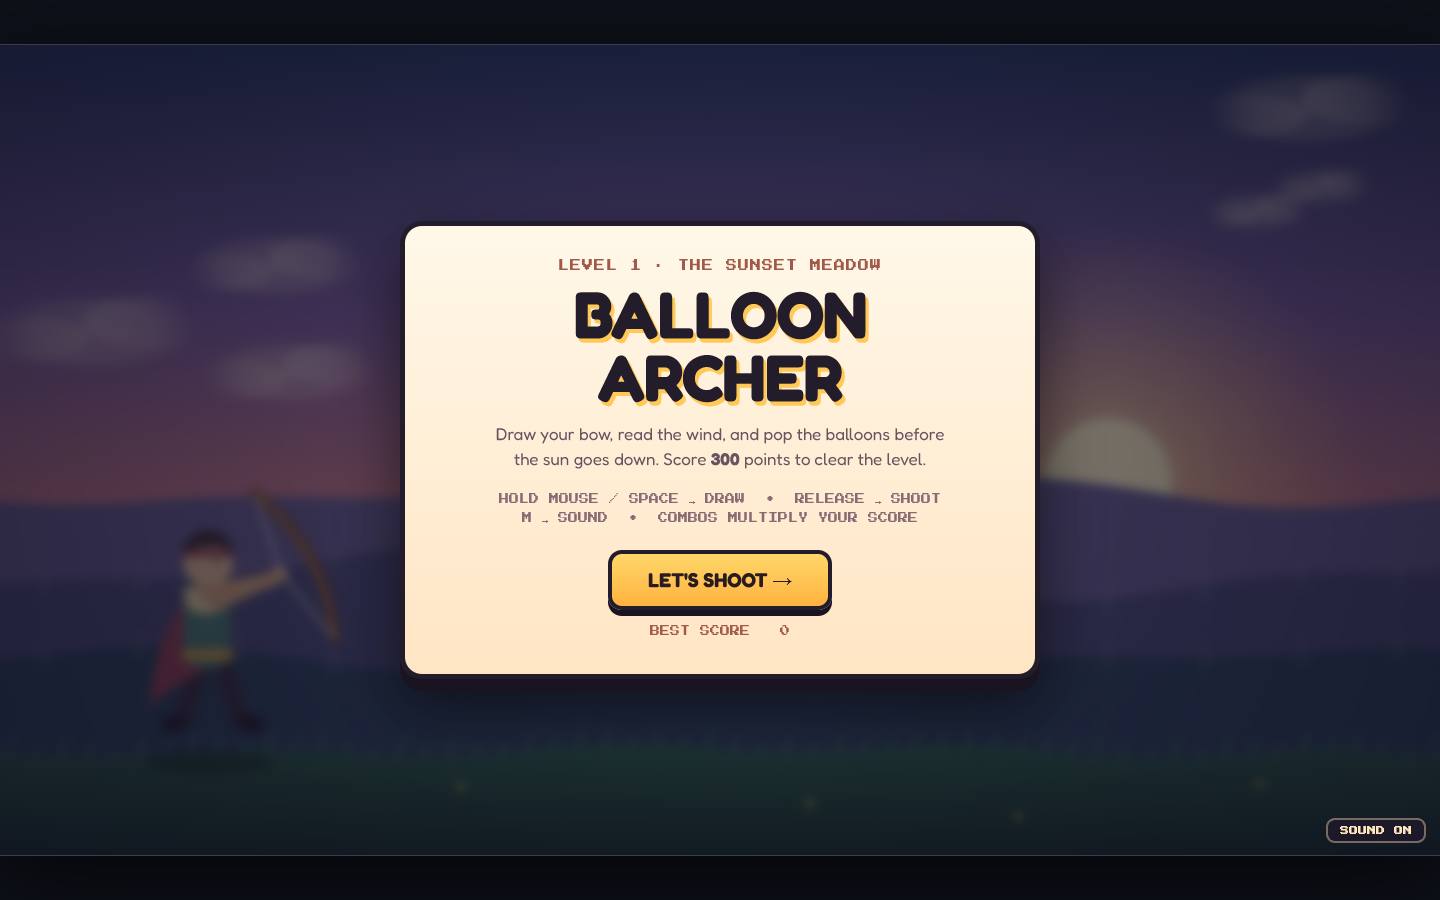 LEVEL 1 · THE SUNSET MEADOW
BALLOON
ARCHER
Draw your bow, read the wind, and pop the balloons before
the sun goes down. Score 300 points to clear the level.
HOLD MOUSE / SPACE → DRAW • RELEASE → SHOOT
M → SOUND • COMBOS MULTIPLY YOUR SCORE
LET'S SHOOT →
BEST SCORE 0
SOUND ON